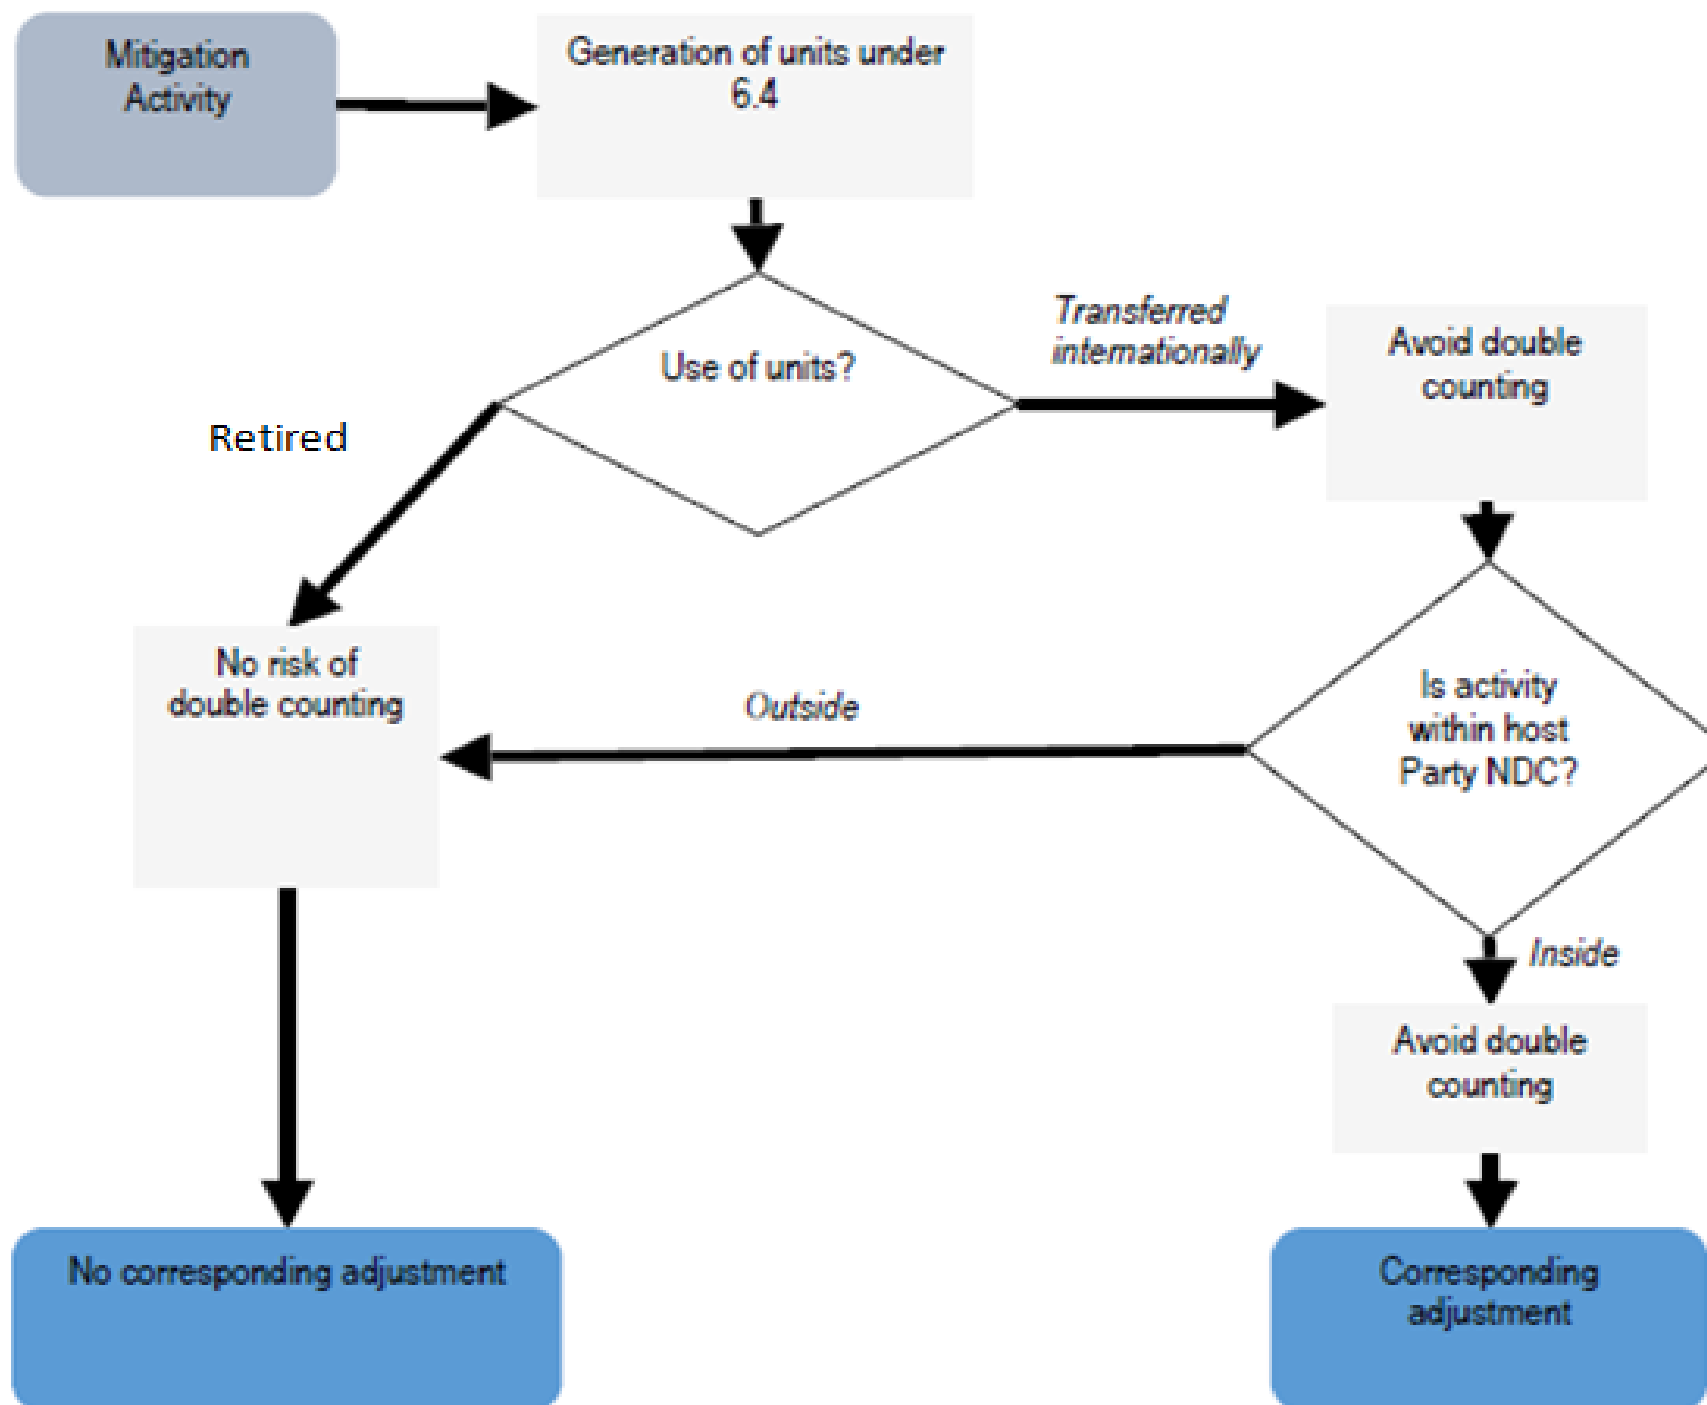 Mitigation
Activity
Generation of units under
6.4
Use of units?
Transferred
internationally
Avoid double
counting
Retired
No risk of
double counting
Outside
Is activity
within host
Party NDC?
Inside
Avoid double
counting
No corresponding adjustment
Corresponding
adjustment